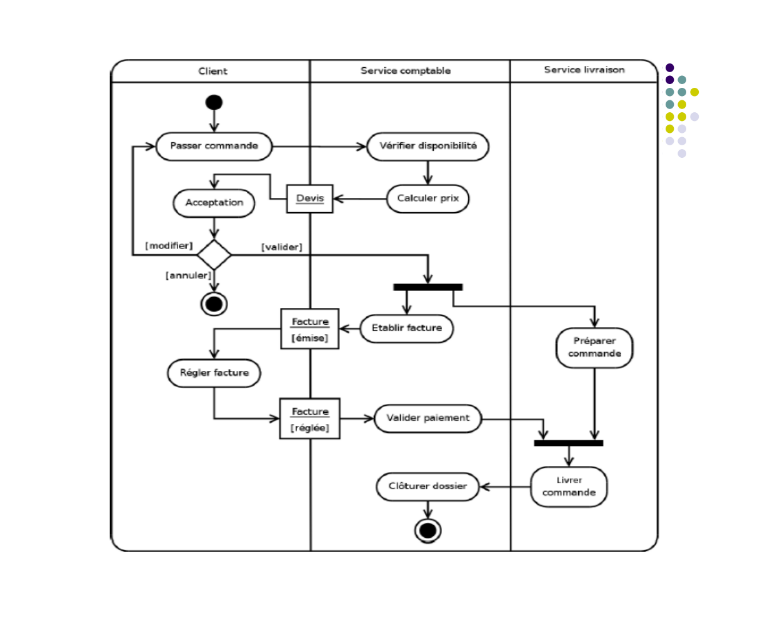 Client
Service comptable
Service livraison
Passer commande
Vérifier disponibilité
Acceptation
Devis
Calculer prix
[modifier]
[valider]
[annuler]
Facture
[émise]
Etablir facture
Préparer
commande
Régler facture
Facture
[réglée]
Valider paiement
Clôturer dossier
Livrer
commande